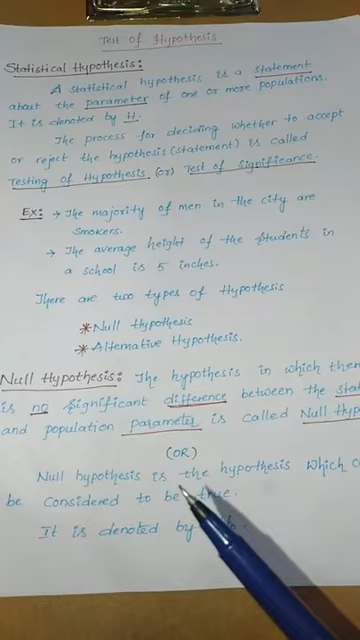 Test of Hypothesis
Statistical Hypothesis:
A statistical hypothesis is a statement
about the parameter of one or more populations.
It is denoted by H.
The process for deciding whether to accept
or reject the hypothesis (statement) is called
Testing of Hypothesis (or) Test of Significance.
Ex: → The majority of men in the city are
smokers.
→ The average height of the students in
a school is 5 inches.
There are two types of Hypothesis
* Null Hypothesis
* Alternative Hypothesis.
Null Hypothesis: The hypothesis in which ther
is no significant difference between the sta
and population parameter is called Null Hyp
(OR)
Null hypothesis is the hypothesis which c
be considered to be true.
It is denoted by